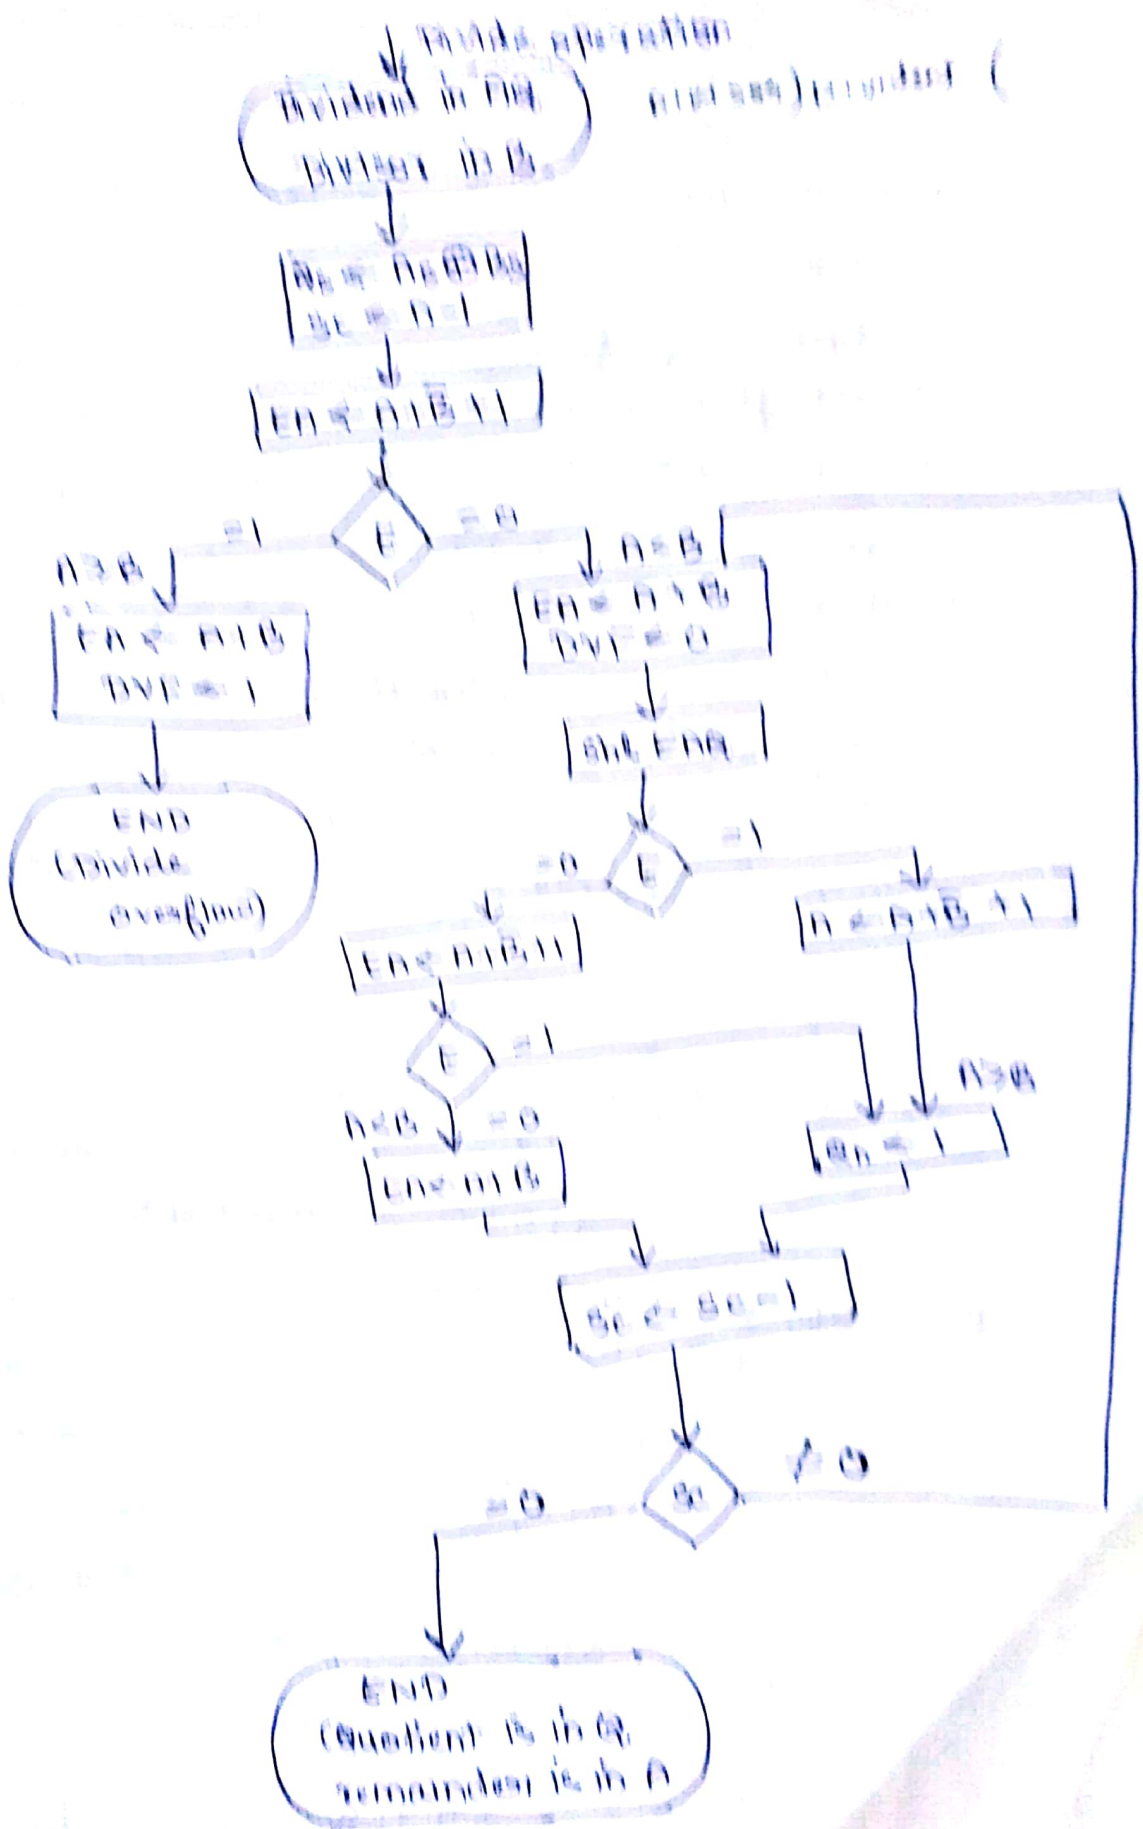 Divide operation
Dividend in AQ
Divisor in B
Qs ← As ⊕ Bs
SC ← n-1
EA ← A+B̅+1
E
=1
=0
A≥B
A<B
EA ← A+B
DVF ← 1
EA ← A+B
DVF ← 0
END
(Divide
overflow)
shl EAQ
E
=0
=1
EA ← A+B̅+1
A ← A+B̅+1
E
=1
A<B
=0
A≥B
EA ← A+B
Qn ← 1
SC ← SC-1
SC
=0
≠0
END
(Quotient is in Q,
remainder is in A